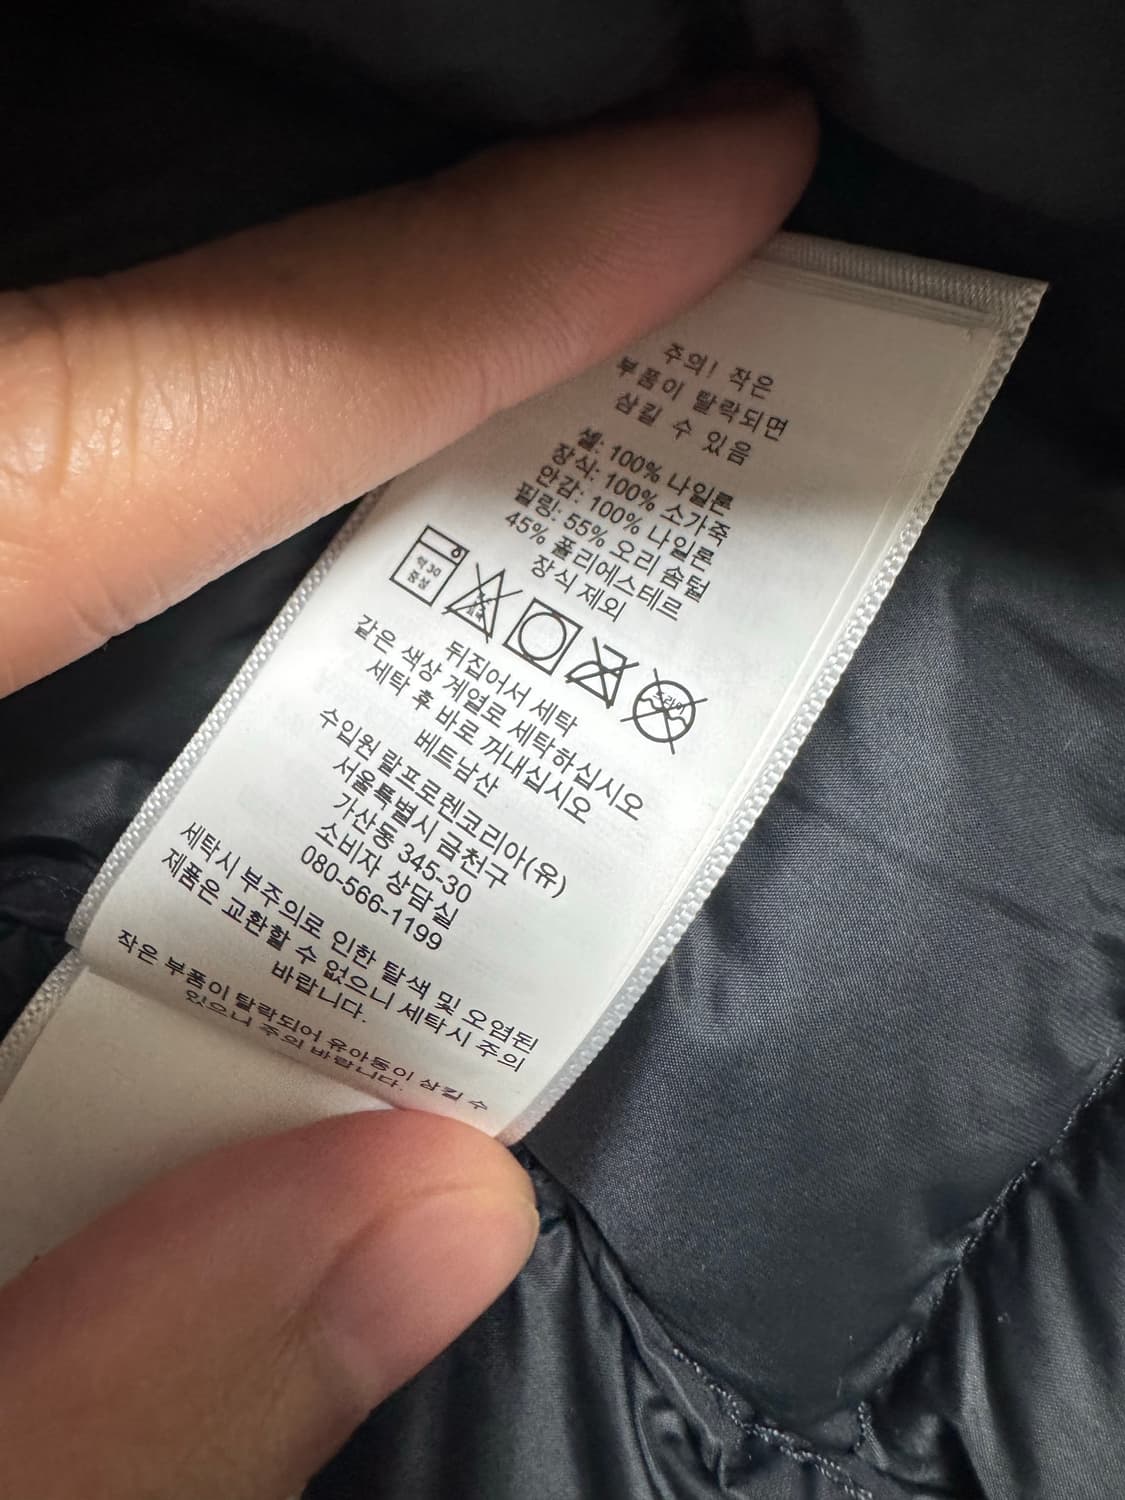 주의! 작은
부품이 탈락되면
삼킬 수 있음
셸: 100% 나일론
장식: 100% 소가죽
안감: 100% 나일론
필링: 55% 오리 솜털
45% 폴리에스테르
장식 제외
약30
중성
드라이
뒤집어서 세탁
같은 색상 계열로 세탁하십시오
세탁 후 바로 꺼내십시오
베트남산
수입원 랄프로렌코리아(유)
서울특별시 금천구
가산동 345-30
소비자 상담실
080-566-1199
세탁시 부주의로 인한 탈색 및 오염된
제품은 교환할 수 없으니 세탁시 주의
바랍니다.
작은 부품이 탈락되어 유아동이 삼킬 수
있으니 주의 바랍니다.